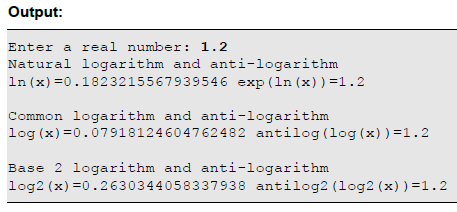 Output:
Enter a real number: 1.2
Natural logarithm and anti-logarithm
ln(x)=0.1823215567939546 exp(ln(x))=1.2
Common logarithm and anti-logarithm
log(x)=0.07918124604762482 antilog(log(x))=1.2
Base 2 logarithm and anti-logarithm
log2(x)=0.2630344058337938 antilog2(log2(x))=1.2